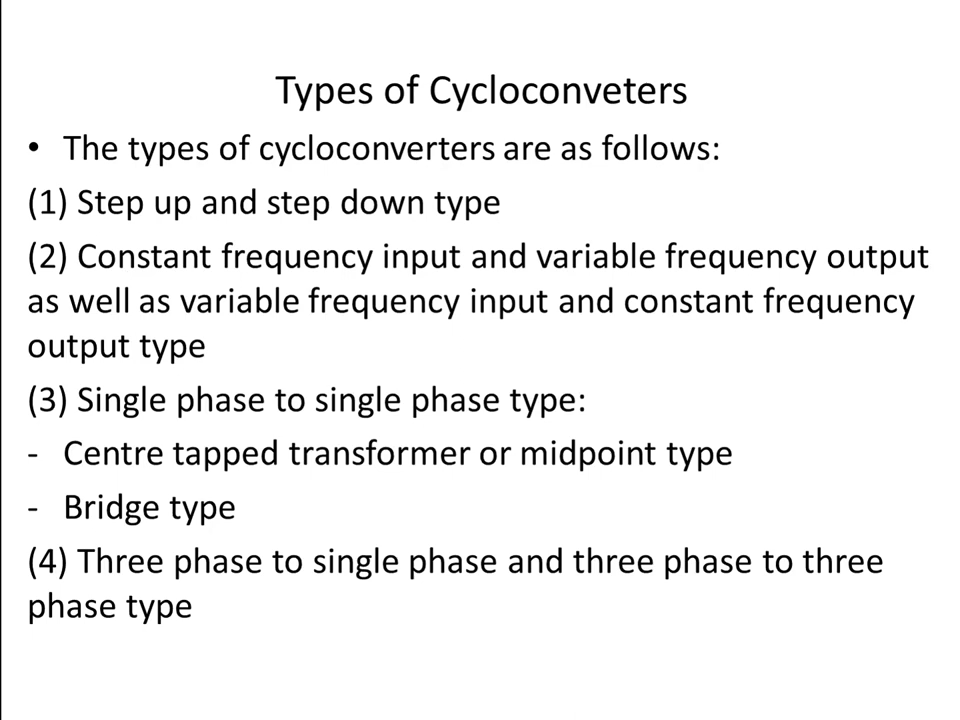 Types of Cycloconveters
• The types of cycloconverters are as follows:
(1) Step up and step down type
(2) Constant frequency input and variable frequency output
as well as variable frequency input and constant frequency
output type
(3) Single phase to single phase type:
- Centre tapped transformer or midpoint type
- Bridge type
(4) Three phase to single phase and three phase to three
phase type